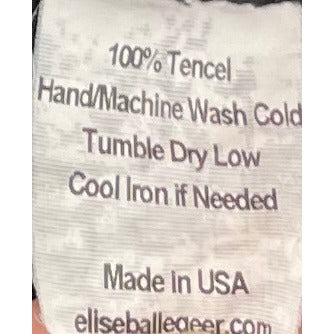 100% Tencel
Hand/Machine Wash Cold
Tumble Dry Low
Cool Iron if Needed
Made in USA
eliseballegeer.com